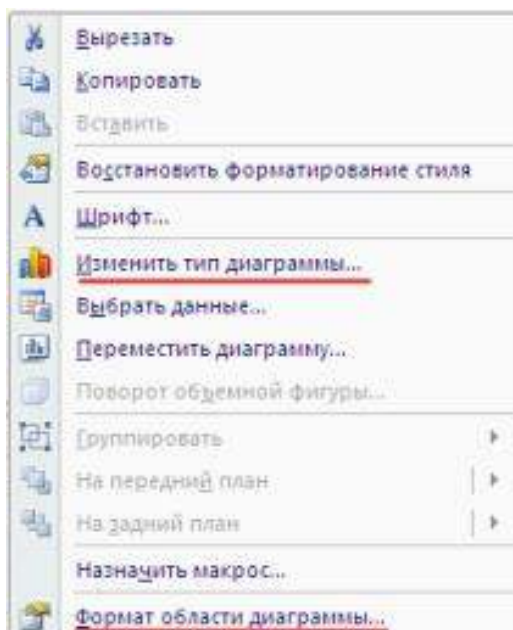 Вырезать
Копировать
Вставить
Восстановить форматирование стиля
Шрифт...
Изменить тип диаграммы...
Выбрать данные...
Переместить диаграмму...
Поворот объемной фигуры...
Группировать
На передний план
На задний план
Назначить макрос...
Формат области диаграммы...